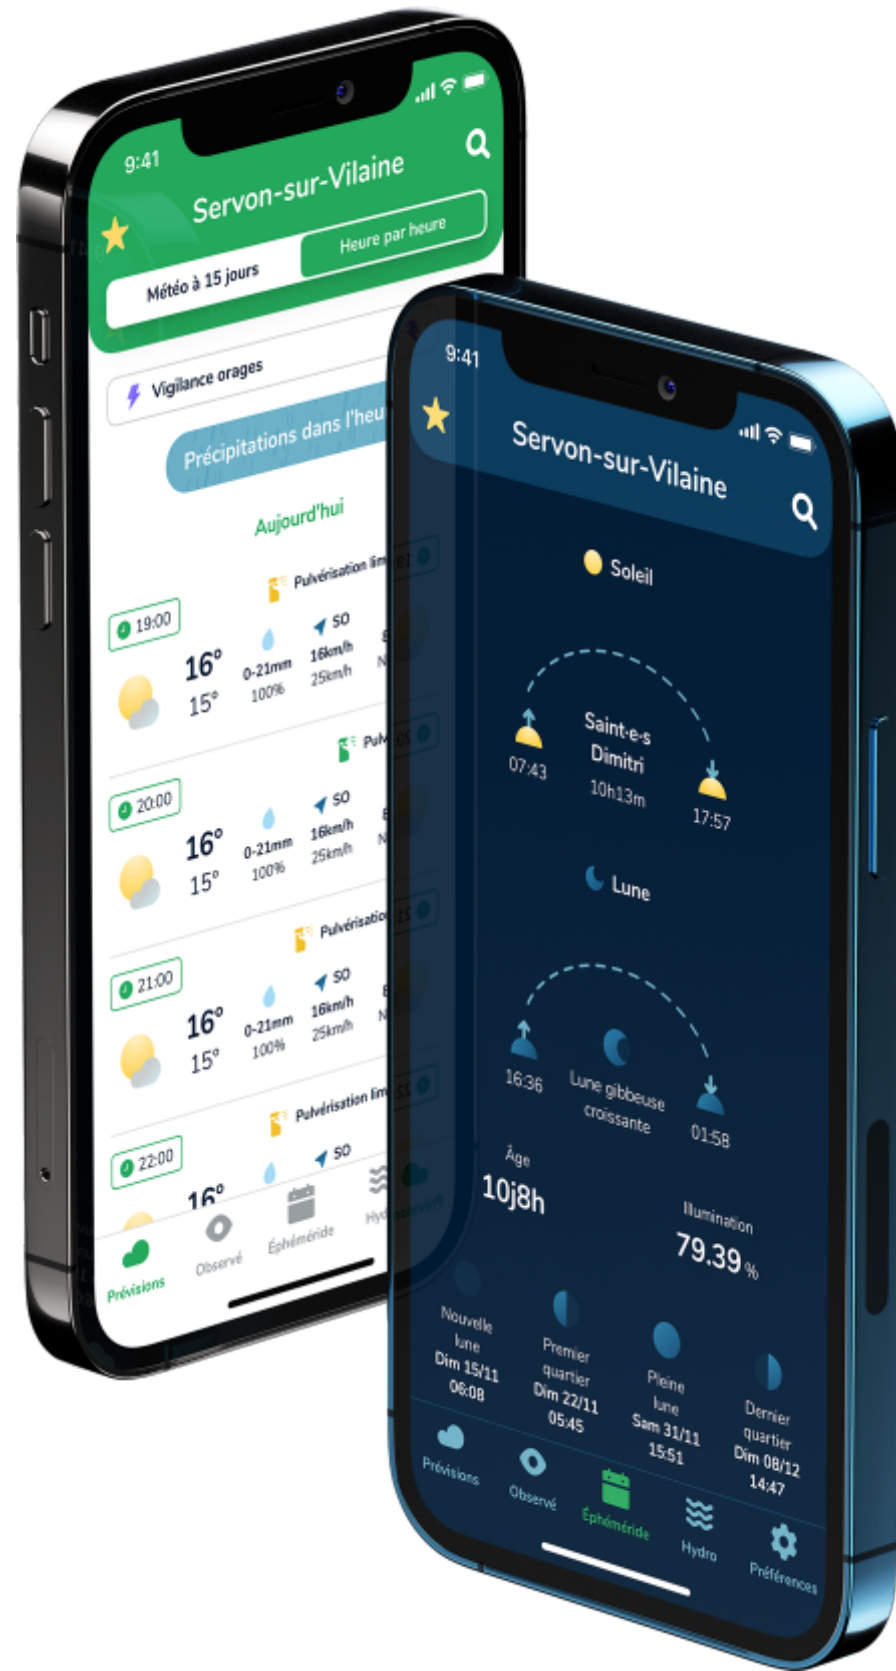 9:41
Servon-sur-Vilaine
Météo à 15 jours
Heure par heure
Vigilance orages
Précipitations dans l'heu
Aujourd'hui
Pulvérisation lim
19:00
16°
15°
0-21mm
100%
SO
16km/h
25km/h
N
Pulv
20:00
16°
15°
0-21mm
100%
SO
16km/h
25km/h
N
Pulvérisatio
21:00
16°
15°
0-21mm
100%
SO
16km/h
25km/h
N
Pulvérisation lim
22:00
16°
SO
Prévisions
Observé
Éphéméride
Hyd
9:41
Servon-sur-Vilaine
Soleil
Saint·e·s
Dimitri
10h13m
07:43
17:57
Lune
16:36
Lune gibbeuse
croissante
01:58
Âge
10j8h
Illumination
79.39 %
Nouvelle
lune
Dim 15/11
06:08
Premier
quartier
Dim 22/11
05:45
Pleine
lune
Sam 31/11
15:51
Dernier
quartier
Dim 08/12
14:47
Prévisions
Observé
Éphéméride
Hydro
Préférences